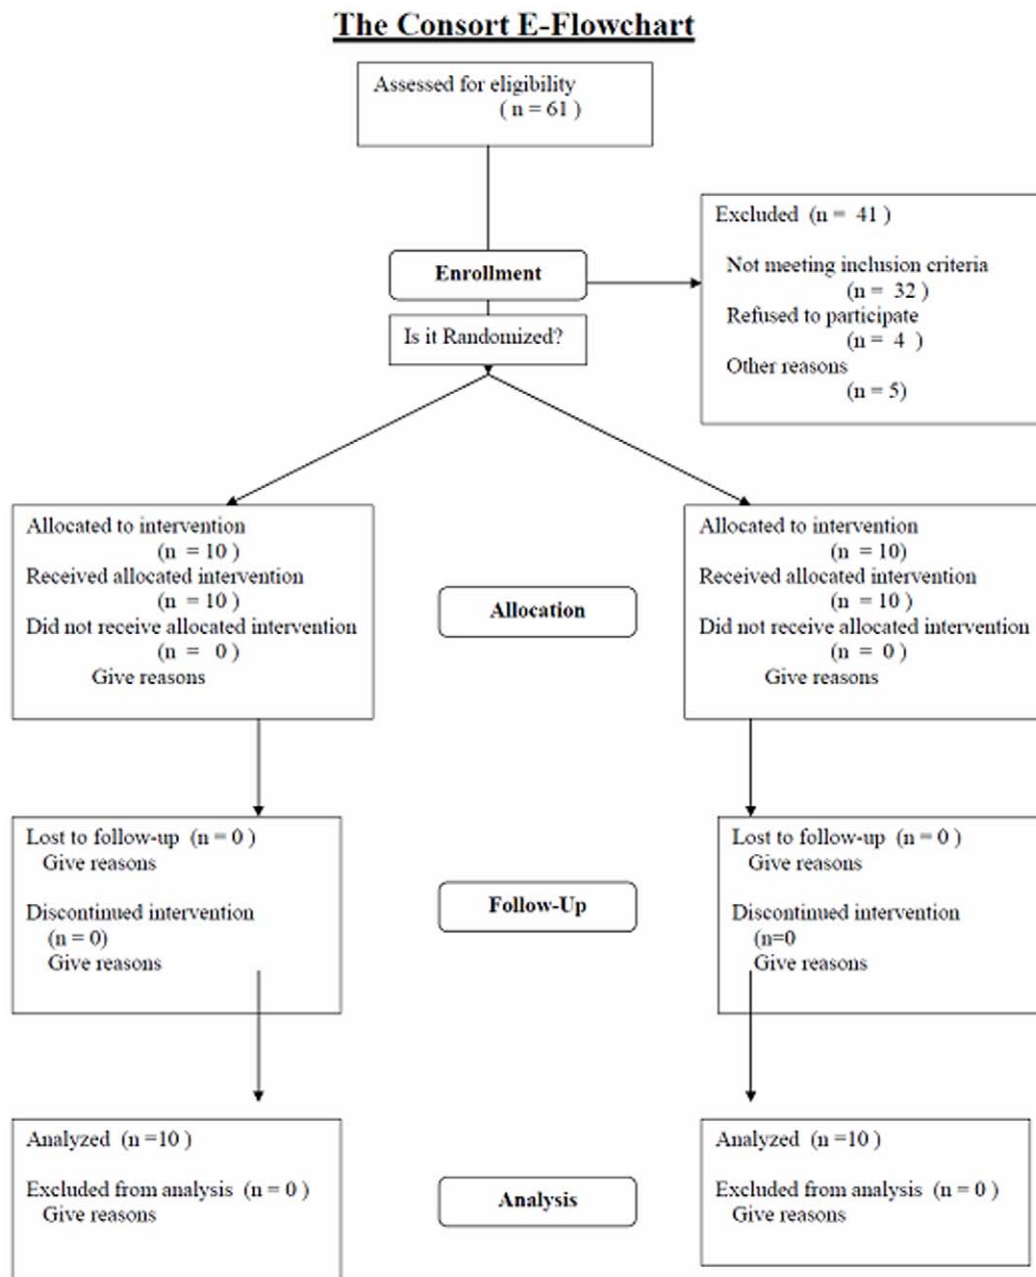 The Consort E-Flowchart
Assessed for eligibility
( n = 61 )
Excluded (n = 41 )
Not meeting inclusion criteria
(n = 32 )
Refused to participate
(n = 4 )
Other reasons
(n = 5)
Enrollment
Is it Randomized?
Allocated to intervention
(n = 10 )
Received allocated intervention
(n = 10 )
Did not receive allocated intervention
(n = 0 )
Give reasons
Allocation
Allocated to intervention
(n = 10)
Received allocated intervention
(n = 10 )
Did not receive allocated intervention
(n = 0 )
Give reasons
Lost to follow-up (n = 0 )
Give reasons
Discontinued intervention
(n = 0)
Give reasons
Follow-Up
Lost to follow-up (n = 0 )
Give reasons
Discontinued intervention
(n=0
Give reasons
Analyzed (n =10 )
Excluded from analysis (n = 0 )
Give reasons
Analysis
Analyzed (n =10 )
Excluded from analysis (n = 0 )
Give reasons